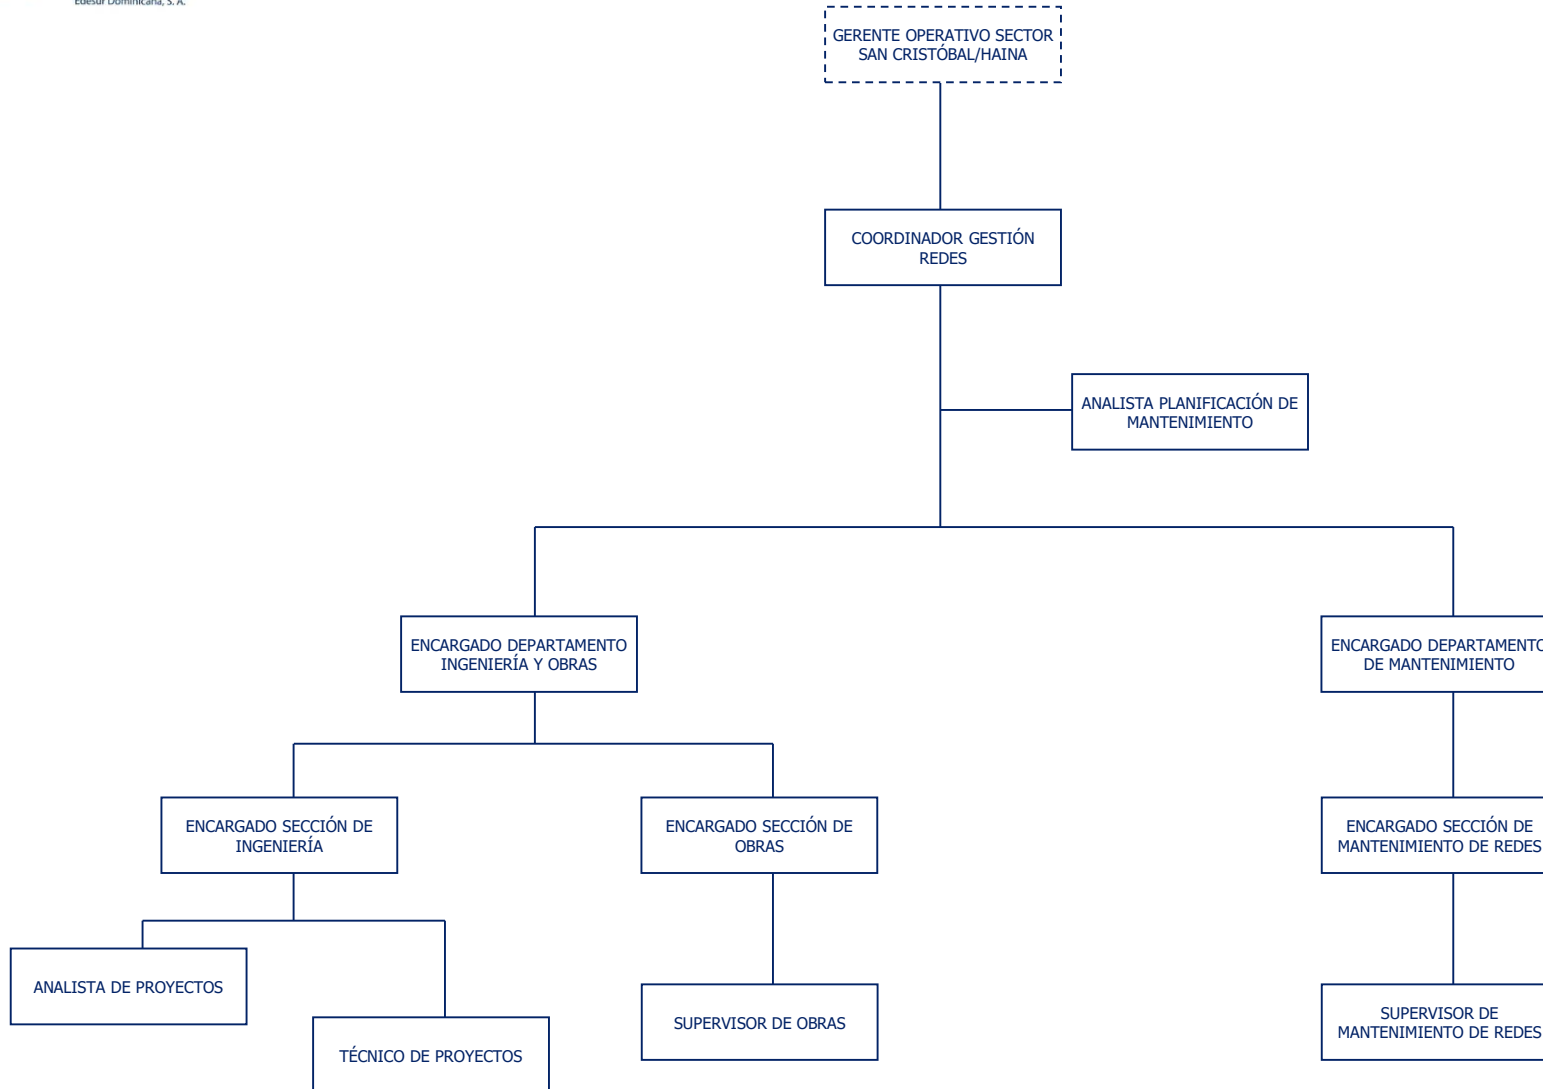 Edesur Dominicana, S. A.
GERENTE OPERATIVO SECTOR
SAN CRISTÓBAL/HAINA
COORDINADOR GESTIÓN
REDES
ANALISTA PLANIFICACIÓN DE
MANTENIMIENTO
ENCARGADO DEPARTAMENTO
INGENIERÍA Y OBRAS
ENCARGADO DEPARTAMENTO
DE MANTENIMIENTO
ENCARGADO SECCIÓN DE
INGENIERÍA
ENCARGADO SECCIÓN DE
OBRAS
ENCARGADO SECCIÓN DE
MANTENIMIENTO DE REDES
ANALISTA DE PROYECTOS
TÉCNICO DE PROYECTOS
SUPERVISOR DE OBRAS
SUPERVISOR DE
MANTENIMIENTO DE REDES